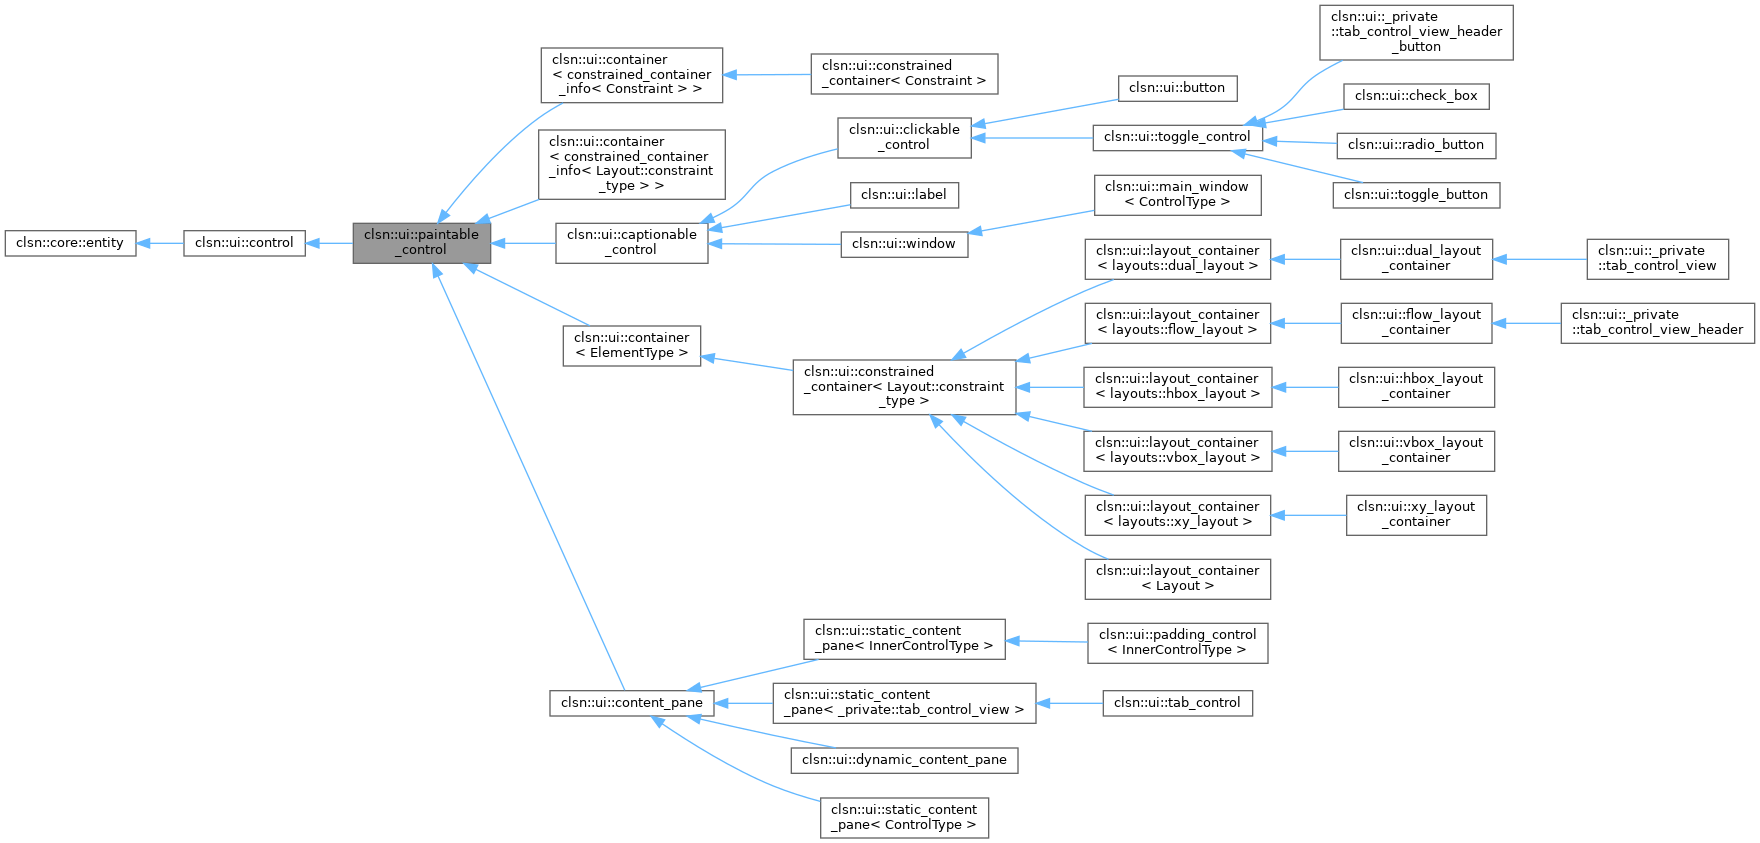 clsn::core::entity
clsn::ui::control
clsn::ui::paintable
_control
clsn::ui::container
< constrained_container
_info< Constraint > >
clsn::ui::constrained
_container< Constraint >
clsn::ui::container
< constrained_container
_info< Layout::constraint
_type > >
clsn::ui::captionable
_control
clsn::ui::clickable
_control
clsn::ui::button
clsn::ui::toggle_control
clsn::ui::_private
::tab_control_view_header
_button
clsn::ui::check_box
clsn::ui::radio_button
clsn::ui::toggle_button
clsn::ui::label
clsn::ui::window
clsn::ui::main_window
< ControlType >
clsn::ui::container
< ElementType >
clsn::ui::constrained
_container< Layout::constraint
_type >
clsn::ui::layout_container
< layouts::dual_layout >
clsn::ui::dual_layout
_container
clsn::ui::_private
::tab_control_view
clsn::ui::layout_container
< layouts::flow_layout >
clsn::ui::flow_layout
_container
clsn::ui::_private
::tab_control_view_header
clsn::ui::layout_container
< layouts::hbox_layout >
clsn::ui::hbox_layout
_container
clsn::ui::layout_container
< layouts::vbox_layout >
clsn::ui::vbox_layout
_container
clsn::ui::layout_container
< layouts::xy_layout >
clsn::ui::xy_layout
_container
clsn::ui::layout_container
< Layout >
clsn::ui::content_pane
clsn::ui::static_content
_pane< InnerControlType >
clsn::ui::padding_control
< InnerControlType >
clsn::ui::static_content
_pane< _private::tab_control_view >
clsn::ui::tab_control
clsn::ui::dynamic_content_pane
clsn::ui::static_content
_pane< ControlType >